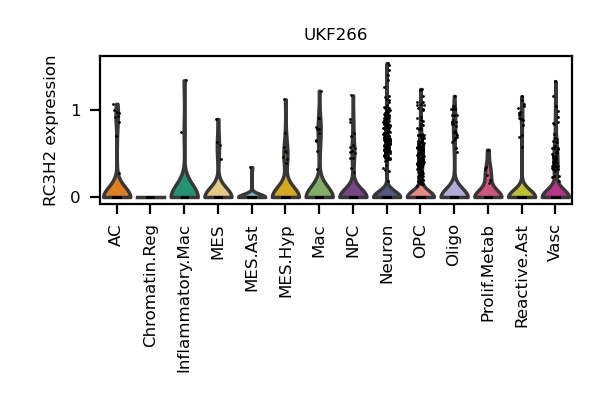 UKF266
RC3H2 expression
1
0
AC
Chromatin.Reg
Inflammatory.Mac
MES
MES.Ast
MES.Hyp
Mac
NPC
Neuron
OPC
Oligo
Prolif.Metab
Reactive.Ast
Vasc